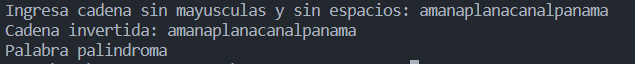 Ingresa cadena sin mayusculas y sin espacios: amanaplanacanalpanama
Cadena invertida: amanaplanacanalpanama
Palabra palindroma